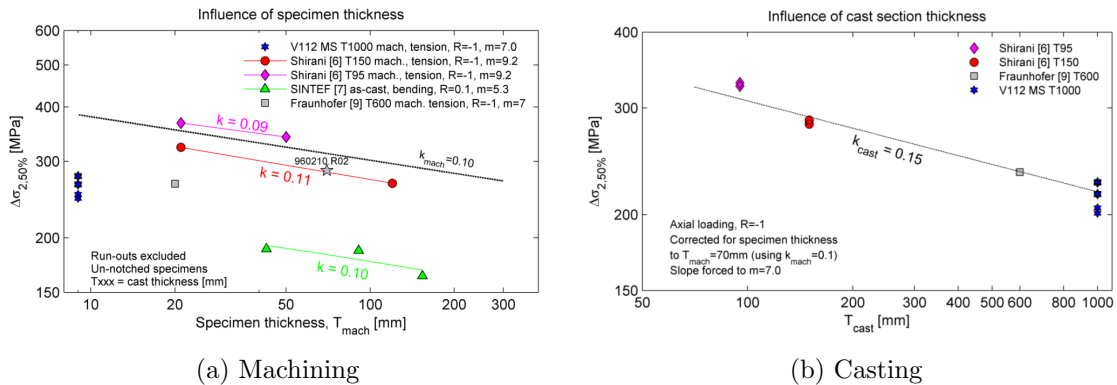 Influence of specimen thickness
600
500
400
300
200
150
Δσ2,50% [MPa]
V112 MS T1000 mach, tension, R=-1, m=7.0
Shirani [6] T150 mach., tension, R=-1, m=9.2
Shirani [6] T95 mach., tension, R=-1, m=9.2
SINTEF [7] as-cast, bending, R=0.1, m=5.3
Fraunhofer [9] T600 mach. tension, R=-1, m=7
k = 0.09
960210 R02
kmach=0.10
k = 0.11
k = 0.10
Run-outs excluded
Un-notched specimens
Txxx = cast thickness [mm]
10 20 50 100 200 300
Specimen thickness, Tmach [mm]
(a) Machining
Influence of cast section thickness
400
300
200
150
Δσ2,50% [MPa]
Shirani [6] T95
Shirani [6] T150
Fraunhofer [9] T600
V112 MS T1000
kcast = 0.15
Axial loading, R=-1
Corrected for specimen thickness
to Tmach=70mm (using kmach=0.1)
Slope forced to m=7.0
50 100 200 300 400 500 600 1000
Tcast [mm]
(b) Casting